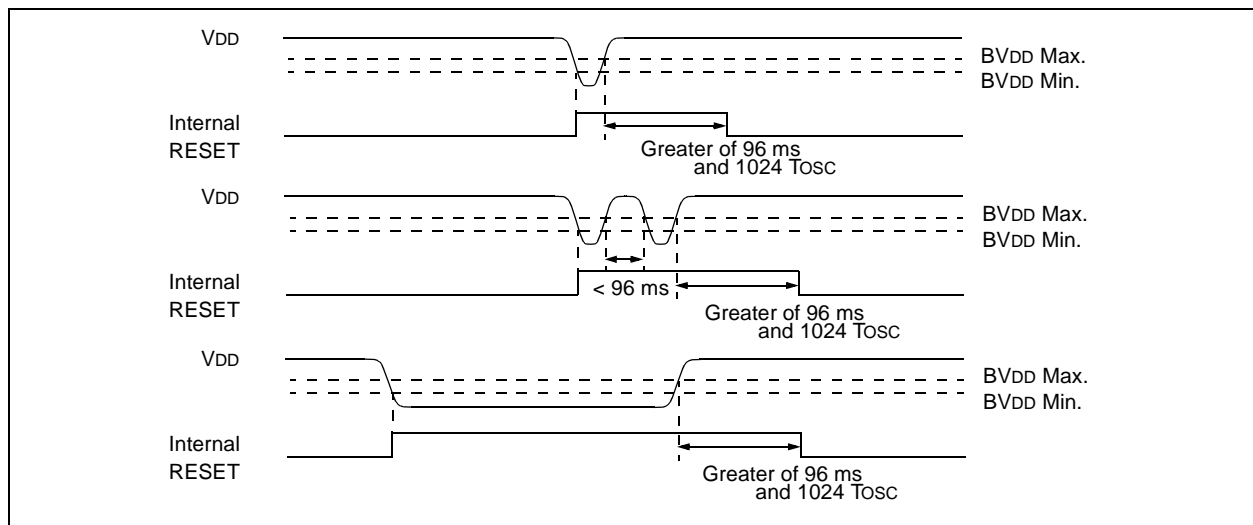 VDD
BVDD Max.
BVDD Min.
Internal
RESET
Greater of 96 ms
and 1024 TOSC
VDD
BVDD Max.
BVDD Min.
Internal
RESET
< 96 ms
Greater of 96 ms
and 1024 TOSC
VDD
BVDD Max.
BVDD Min.
Internal
RESET
Greater of 96 ms
and 1024 TOSC